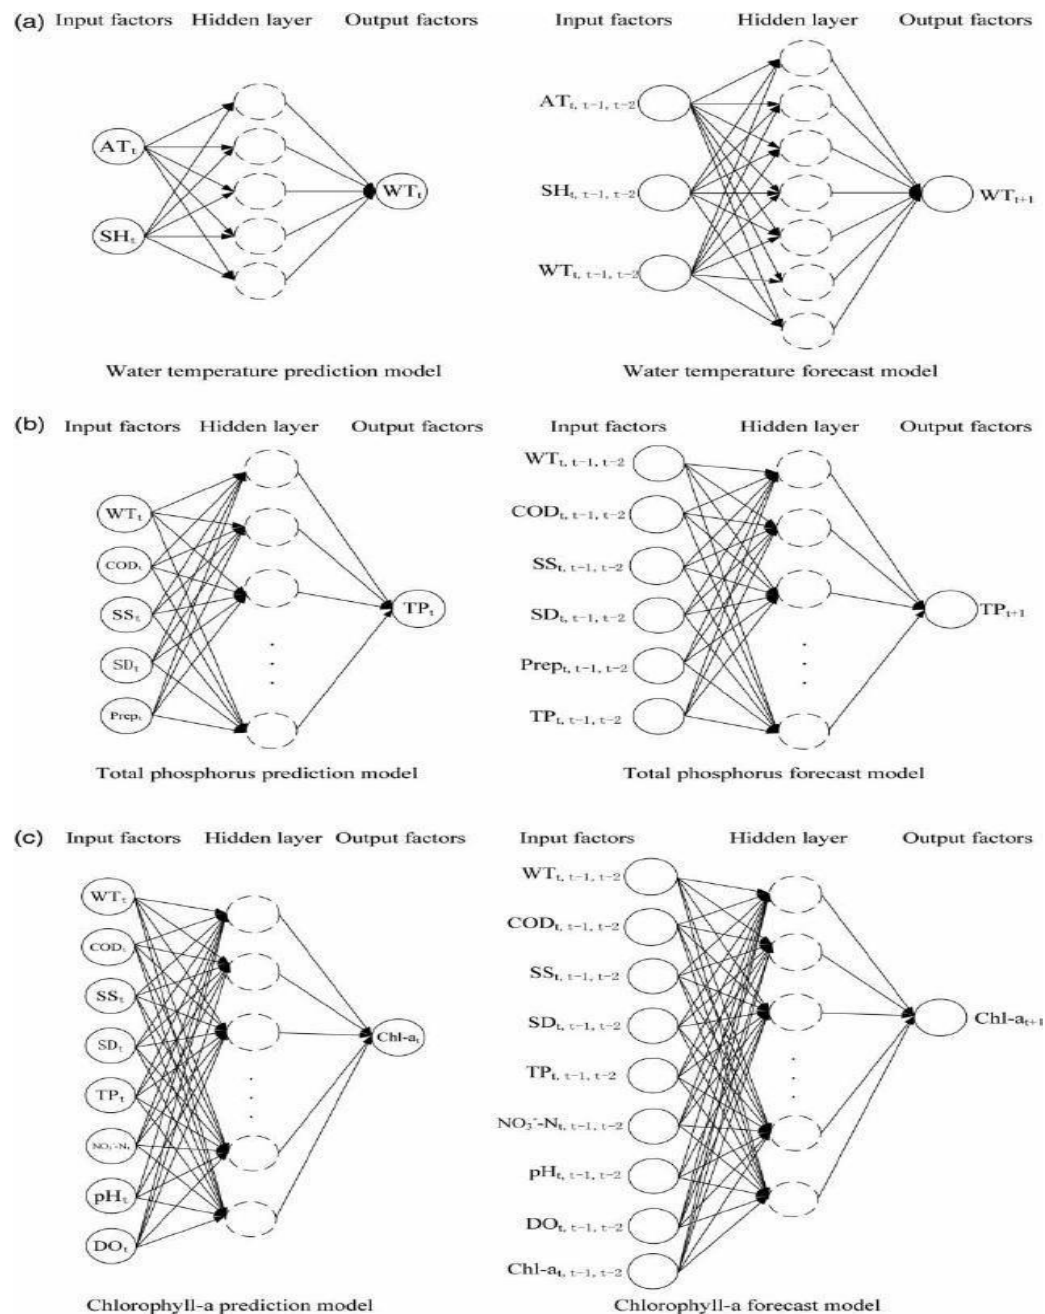 (a) Input factors Hidden layer Output factors
AT_t
SH_t
WT_t
Water temperature prediction model
Input factors Hidden layer Output factors
AT_t, t-1, t-2
SH_t, t-1, t-2
WT_t, t-1, t-2
WT_t+1
Water temperature forecast model
(b) Input factors Hidden layer Output factors
WT_t
COD_t
SS_t
SD_t
Prep_t
TP_t
Total phosphorus prediction model
Input factors Hidden layer Output factors
WT_t, t-1, t-2
COD_t, t-1, t-2
SS_t, t-1, t-2
SD_t, t-1, t-2
Prep_t, t-1, t-2
TP_t, t-1, t-2
TP_t+1
Total phosphorus forecast model
(c) Input factors Hidden layer Output factors
WT_t
COD_t
SS_t
SD_t
TP_t
NO₃⁻-N_t
pH_t
DO_t
Chl-a_t
Chlorophyll-a prediction model
Input factors Hidden layer Output factors
WT_t, t-1, t-2
COD_t, t-1, t-2
SS_t, t-1, t-2
SD_t, t-1, t-2
TP_t, t-1, t-2
NO₃⁻-N_t, t-1, t-2
pH_t, t-1, t-2
DO_t, t-1, t-2
Chl-a_t, t-1, t-2
Chl-a_t+1
Chlorophyll-a forecast model